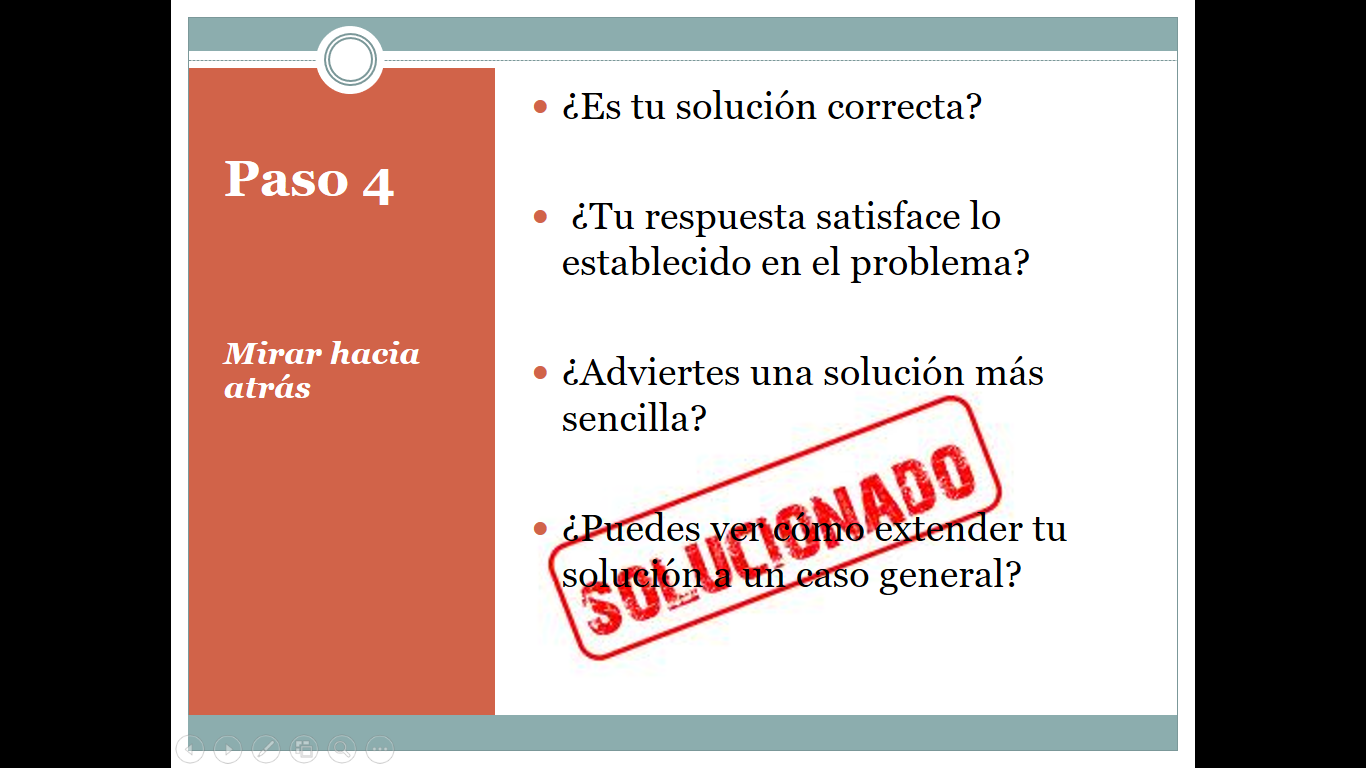 Paso 4
Mirar hacia
atrás
• ¿Es tu solución correcta?
• ¿Tu respuesta satisface lo
establecido en el problema?
• ¿Adviertes una solución más
sencilla?
• ¿Puedes ver cómo extender tu
solución a un caso general?
SOLUCIONADO